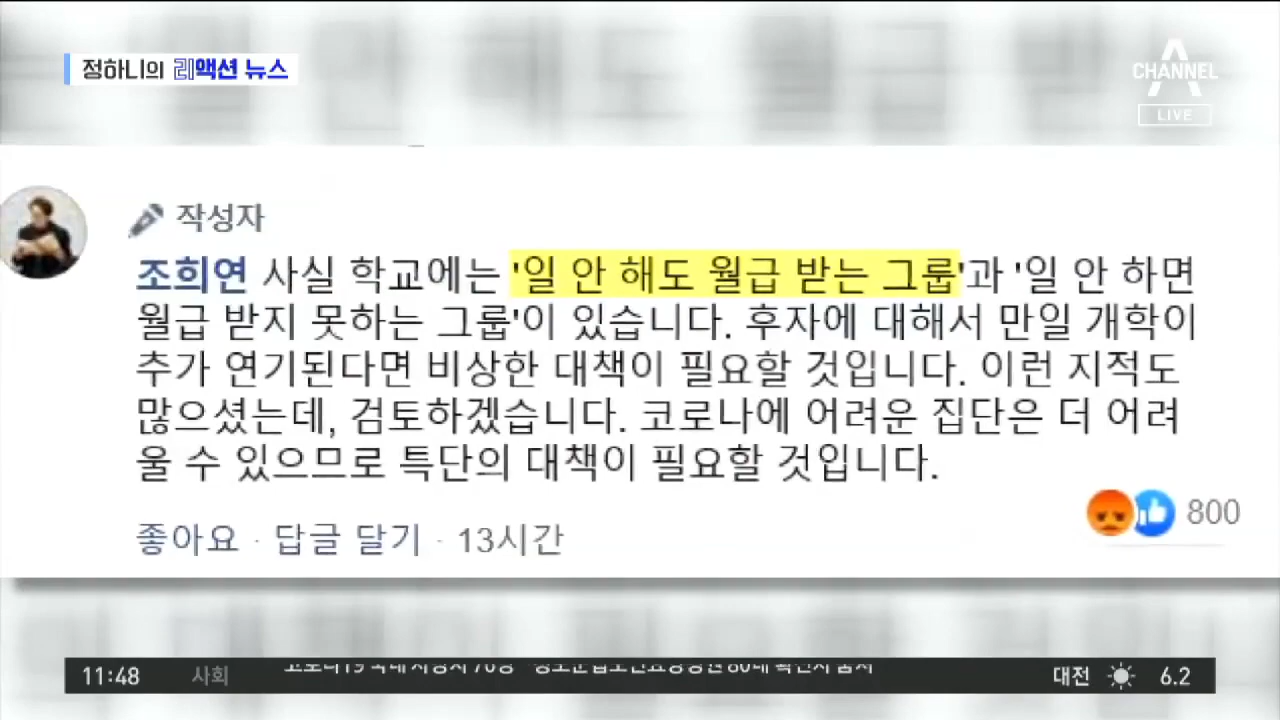 정하니의 리액션 뉴스
CHANNEL A
LIVE
작성자
조희연 사실 학교에는 '일 안 해도 월급 받는 그룹'과 '일 안 하면
월급 받지 못하는 그룹'이 있습니다. 후자에 대해서 만일 개학이
추가 연기된다면 비상한 대책이 필요할 것입니다. 이런 지적도
많으셨는데, 검토하겠습니다. 코로나에 어려운 집단은 더 어려
울 수 있으므로 특단의 대책이 필요할 것입니다.
좋아요 · 답글 달기 · 13시간
800
11:48 사회
대전 6.2